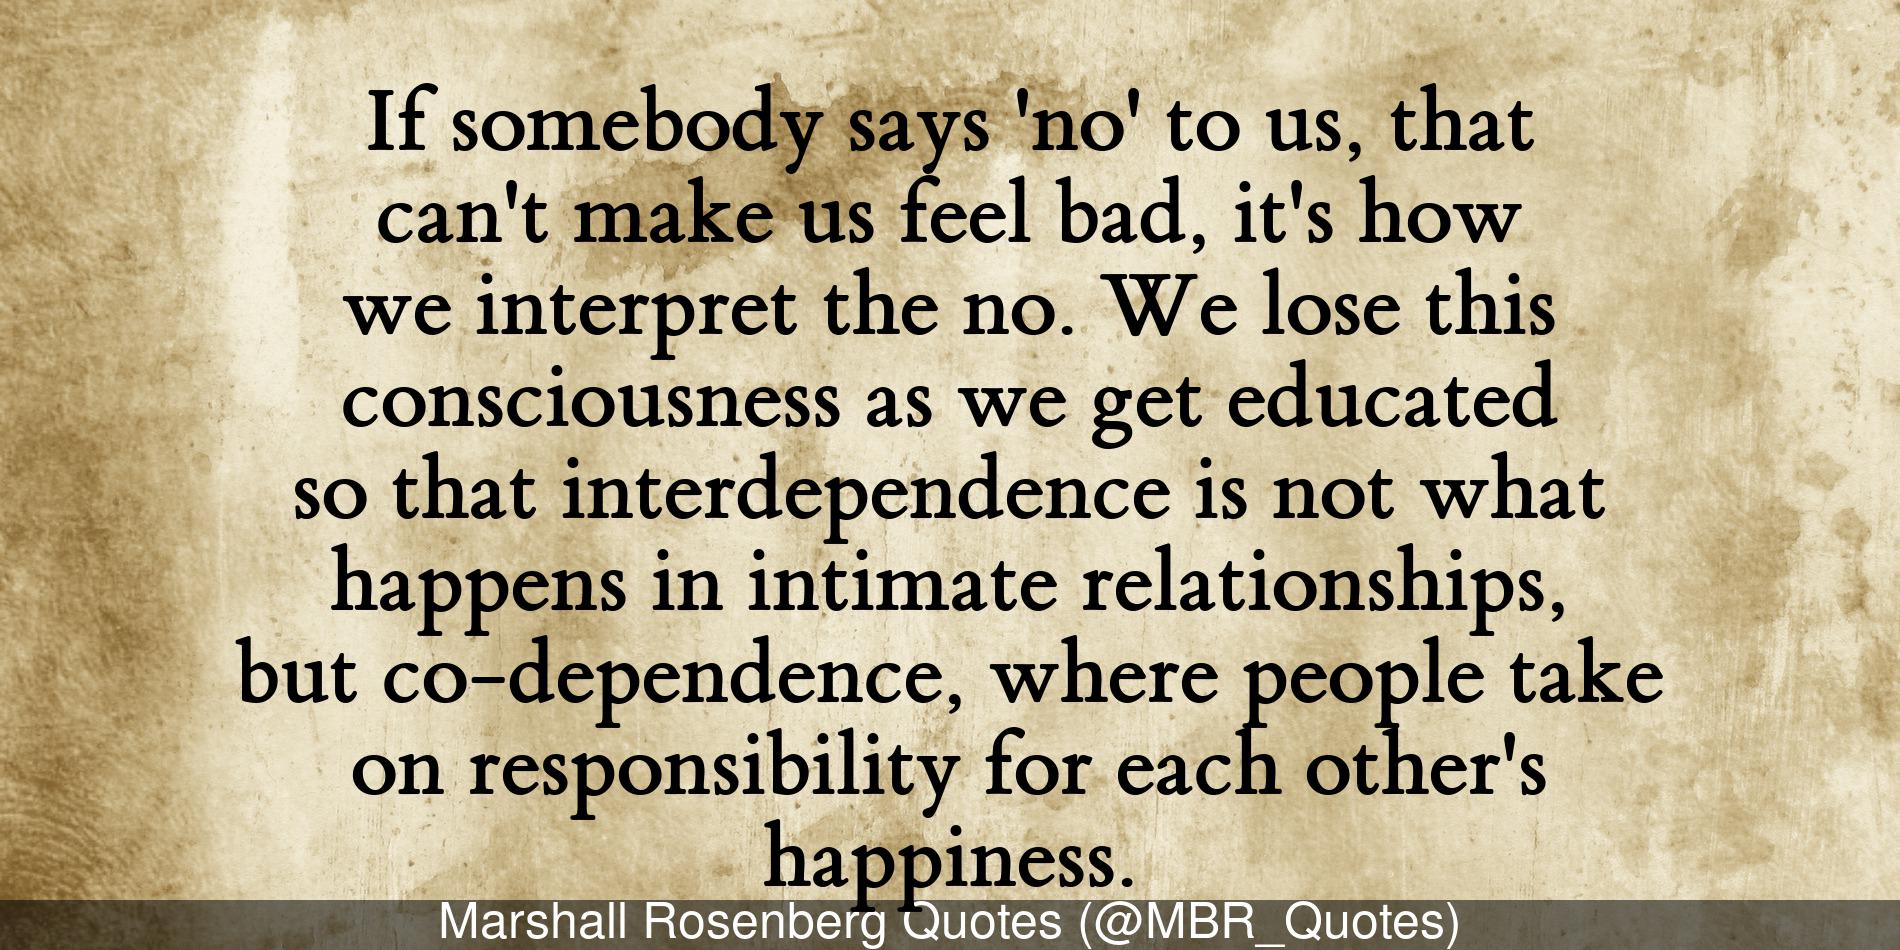 If somebody says 'no' to us, that
can't make us feel bad, it's how
we interpret the no. We lose this
consciousness as we get educated
so that interdependence is not what
happens in intimate relationships,
but co-dependence, where people take
on responsibility for each other's
happiness.
Marshall Rosenberg Quotes (@MBR_Quotes)